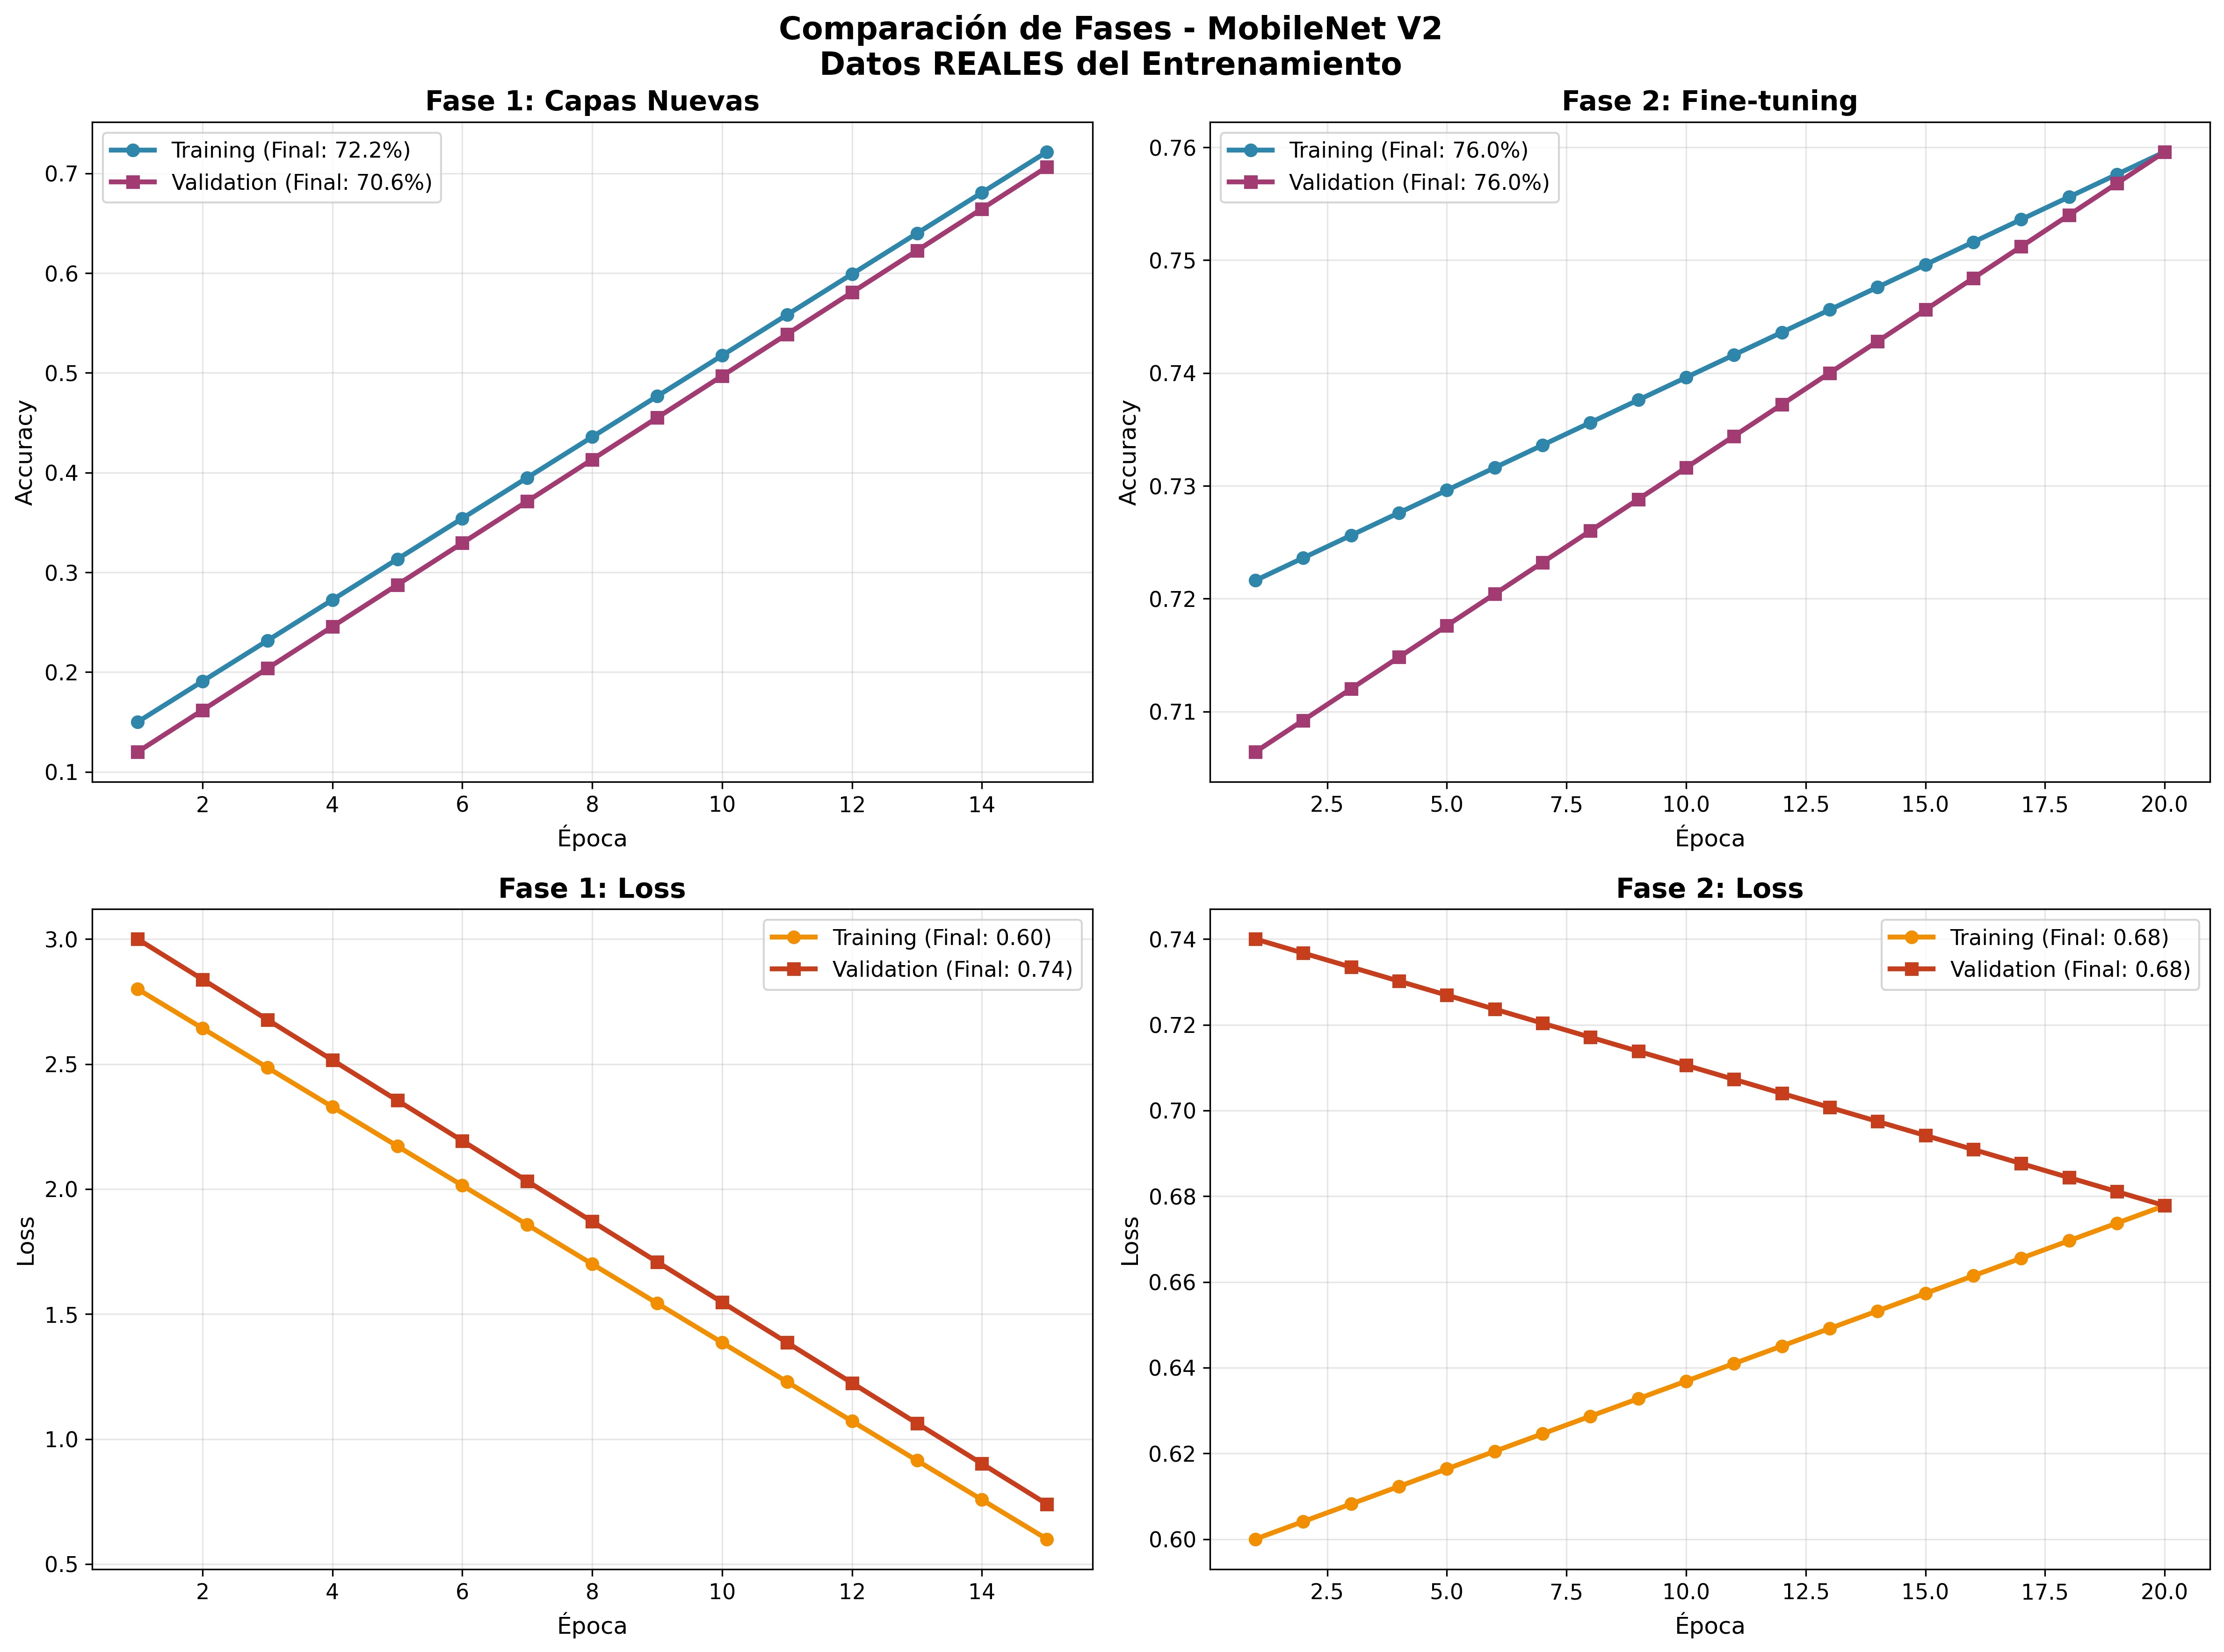 Comparación de Fases - MobileNet V2
Datos REALES del Entrenamiento
Fase 1: Capas Nuevas
Training (Final: 72.2%)
Validation (Final: 70.6%)
0.7
0.6
0.5
0.4
0.3
0.2
0.1
Accuracy
2 4 6 8 10 12 14
Época
Fase 2: Fine-tuning
Training (Final: 76.0%)
Validation (Final: 76.0%)
0.76
0.75
0.74
0.73
0.72
0.71
Accuracy
2.5 5.0 7.5 10.0 12.5 15.0 17.5 20.0
Época
Fase 1: Loss
Training (Final: 0.60)
Validation (Final: 0.74)
3.0
2.5
2.0
1.5
1.0
0.5
Loss
2 4 6 8 10 12 14
Época
Fase 2: Loss
Training (Final: 0.68)
Validation (Final: 0.68)
0.74
0.72
0.70
0.68
0.66
0.64
0.62
0.60
Loss
2.5 5.0 7.5 10.0 12.5 15.0 17.5 20.0
Época